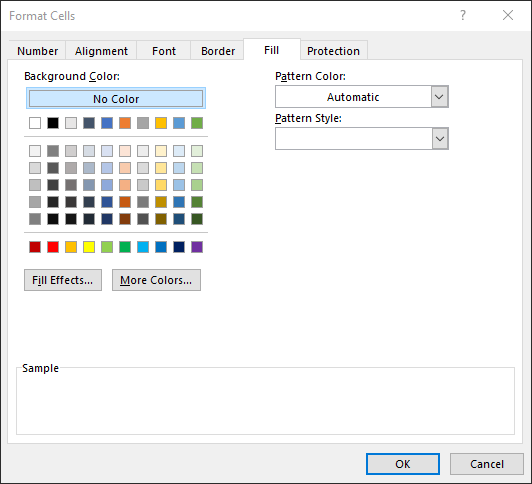 Format Cells
Number Alignment Font Border Fill Protection
Background Color:
No Color
Pattern Color:
Automatic
Pattern Style:
Fill Effects... More Colors...
Sample
OK Cancel